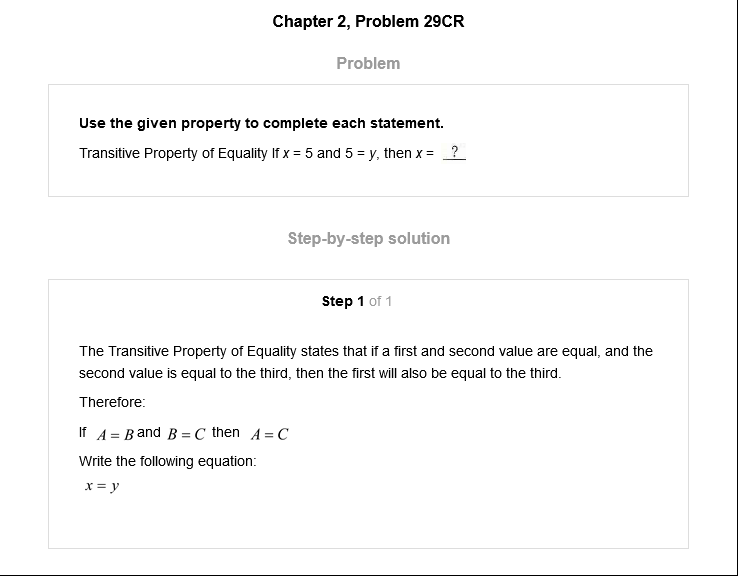 Chapter 2, Problem 29CR
Problem
Use the given property to complete each statement.
Transitive Property of Equality If x = 5 and 5 = y, then x = ?
Step-by-step solution
Step 1 of 1
The Transitive Property of Equality states that if a first and second value are equal, and the
second value is equal to the third, then the first will also be equal to the third.
Therefore:
If A = B and B = C then A = C
Write the following equation:
x = y